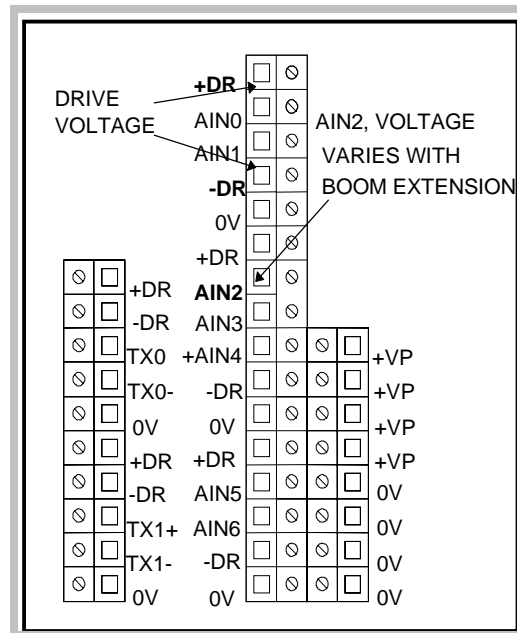 DRIVE
VOLTAGE
+DR
AIN0
AIN1
-DR
0V
+DR
AIN2
AIN3
+AIN4
-DR
0V
+DR
AIN5
AIN6
-DR
0V
AIN2, VOLTAGE
VARIES WITH
BOOM EXTENSION
+DR
-DR
TX0
TX0-
0V
+DR
-DR
TX1+
TX1-
0V
+VP
+VP
+VP
+VP
0V
0V
0V
0V